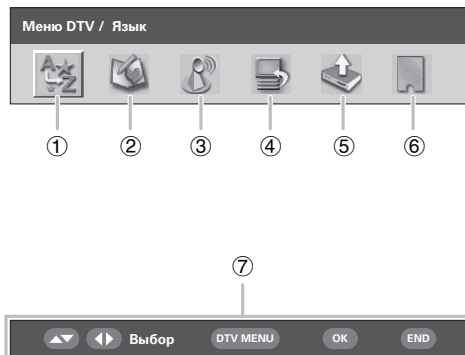 Меню DTV / Язык
① ② ③ ④ ⑤ ⑥
⑦
Выбор DTV MENU OK END